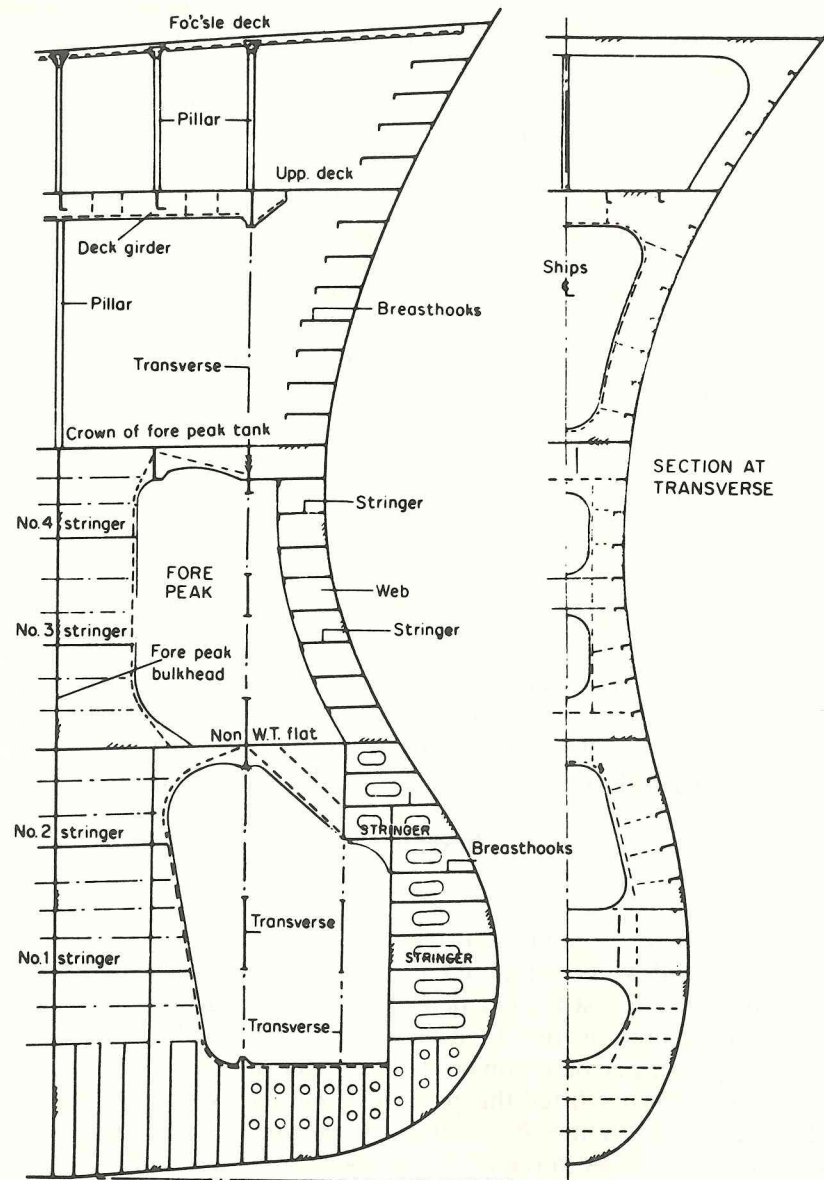 Fo'c'sle deck
Pillar
Upp. deck
Deck girder
Ships
Pillar
Breasthooks
Transverse
Crown of fore peak tank
SECTION AT
TRANSVERSE
Stringer
No.4 stringer
FORE
PEAK
Web
No.3 stringer
Stringer
Fore peak
bulkhead
Non W.T. flat
No.2 stringer
STRINGER
Breasthooks
Transverse
No.1 stringer
STRINGER
Transverse